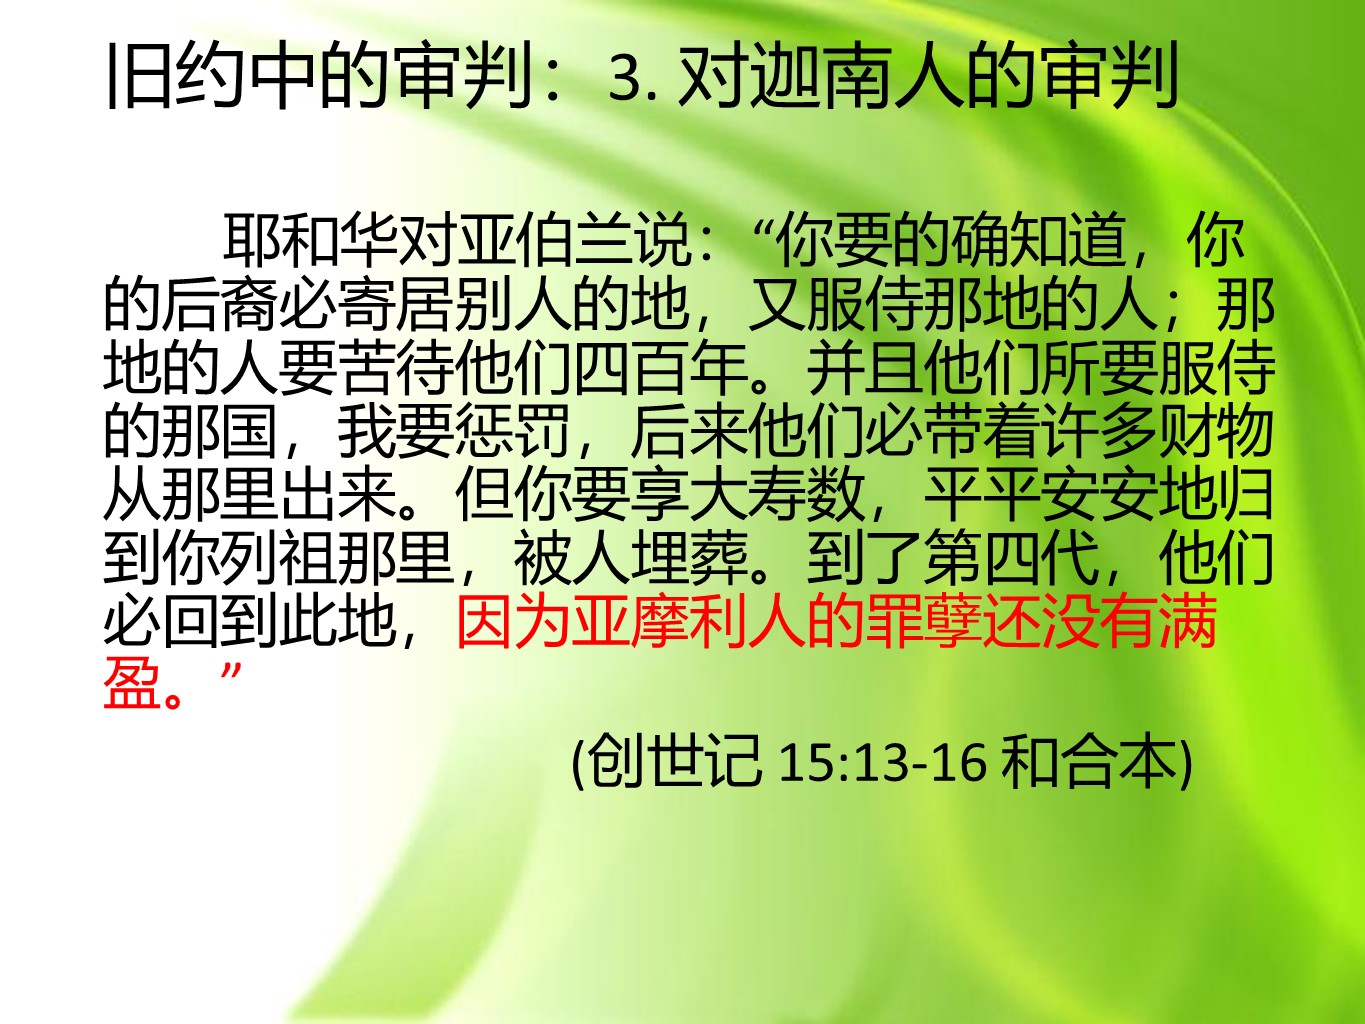 旧约中的审判：3. 对迦南人的审判
耶和华对亚伯兰说：“你要的确知道，你
的后裔必寄居别人的地，又服侍那地的人；那
地的人要苦待他们四百年。并且他们所要服侍
的那国，我要惩罚，后来他们必带着许多财物
从那里出来。但你要享大寿数，平平安安地归
到你列祖那里，被人埋葬。到了第四代，他们
必回到此地，因为亚摩利人的罪孽还没有满
盈。”
(创世记 15:13-16 和合本)